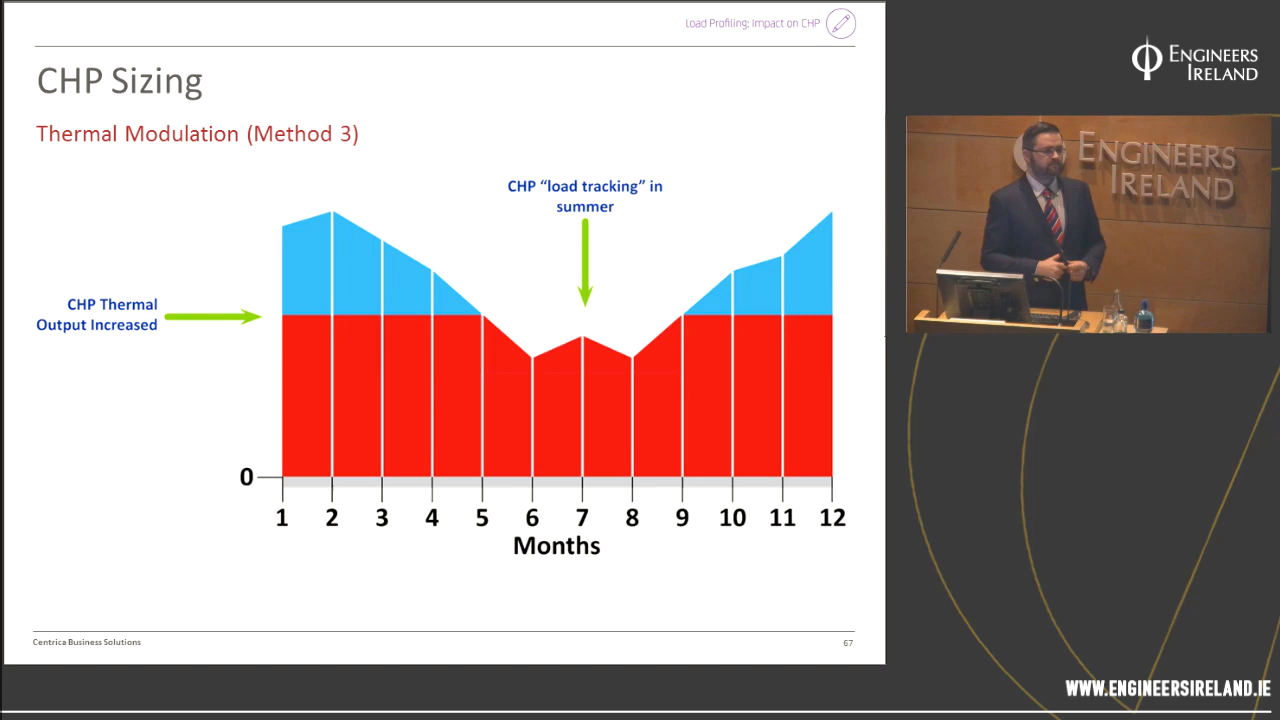 Load Profiling: Impact on CHP
CHP Sizing
Thermal Modulation (Method 3)
CHP “load tracking” in
summer
CHP Thermal
Output Increased
0
1 2 3 4 5 6 7 8 9 10 11 12
Months
Centrica Business Solutions
67
ENGINEERS
IRELAND
ENGINEERS
IRELAND
WWW.ENGINEERSIRELAND.IE